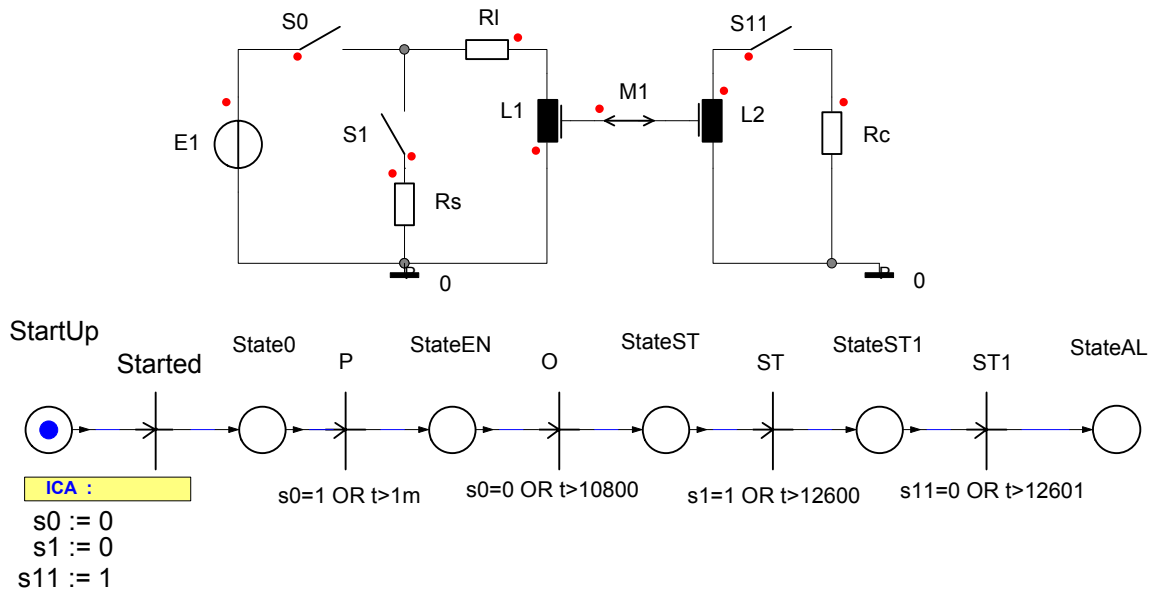 S0
Rl
S11
M1
L1
L2
E1
S1
Rc
Rs
0
0
StartUp
Started
State0
P
StateEN
O
StateST
ST
StateST1
ST1
StateAL
ICA :
s0 := 0
s1 := 0
s11 := 1
s0=1 OR t>1m
s0=0 OR t>10800
s1=1 OR t>12600
s11=0 OR t>12601